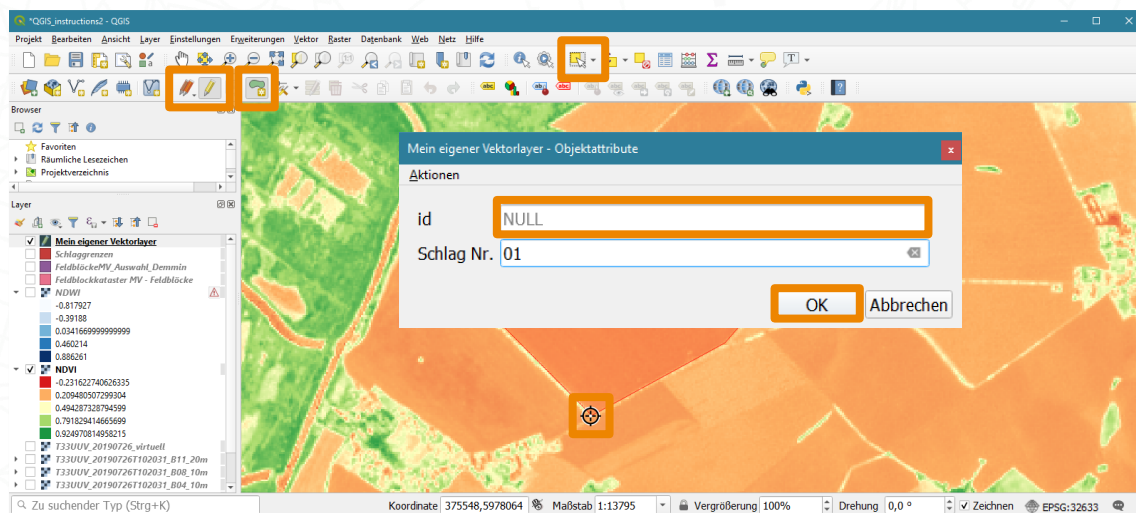 *QGIS_instructions2 - QGIS
Projekt Bearbeiten Ansicht Layer Einstellungen Erweiterungen Vektor Raster Datenbank Web Netz Hilfe
Browser
Favoriten
Räumliche Lesezeichen
Projektverzeichnis
Layer
Mein eigener Vektorlayer
Schlaggrenzen
FeldblöckeMV_Auswahl_Demmin
Feldblockkataster MV - Feldblöcke
NDWI
-0.817927
-0.39188
0.0341669999999999
0.460214
0.886261
NDVI
-0.231622740626335
0.209480507299304
0.494287328794599
0.791829414665699
0.924970814958215
T33UUV_20190726_virtuell
T33UUV_20190726T102031_B11_20m
T33UUV_20190726T102031_B08_10m
T33UUV_20190726T102031_B04_10m
Mein eigener Vektorlayer - Objektattribute
x
Aktionen
id NULL
Schlag Nr. 01
OK Abbrechen
Zu suchender Typ (Strg+K) Koordinate 375548,5978064 Maßstab 1:13795 Vergrößerung 100% Drehung 0,0 ° Zeichnen EPSG:32633